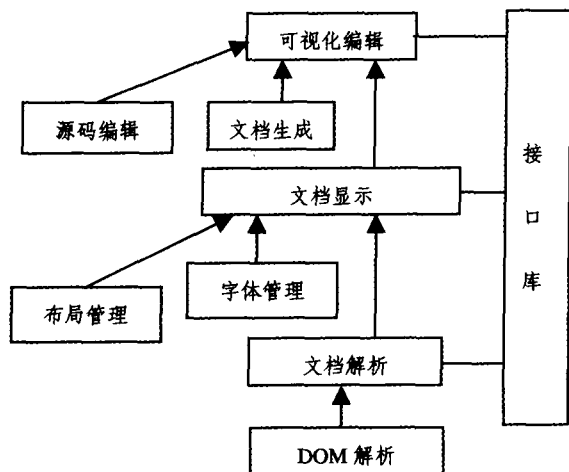 可视化编辑
源码编辑
文档生成
文档显示
布局管理
字体管理
文档解析
DOM 解析
接口库